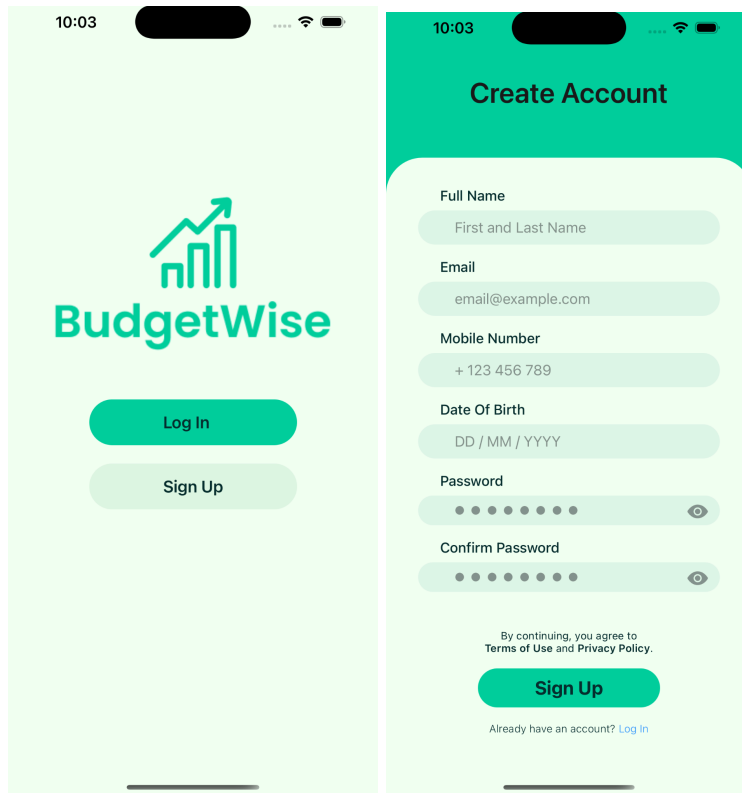 10:03
BudgetWise
Log In
Sign Up
10:03
Create Account
Full Name
First and Last Name
Email
email@example.com
Mobile Number
+ 123 456 789
Date Of Birth
DD / MM / YYYY
Password
Confirm Password
By continuing, you agree to
Terms of Use and Privacy Policy.
Sign Up
Already have an account? Log In